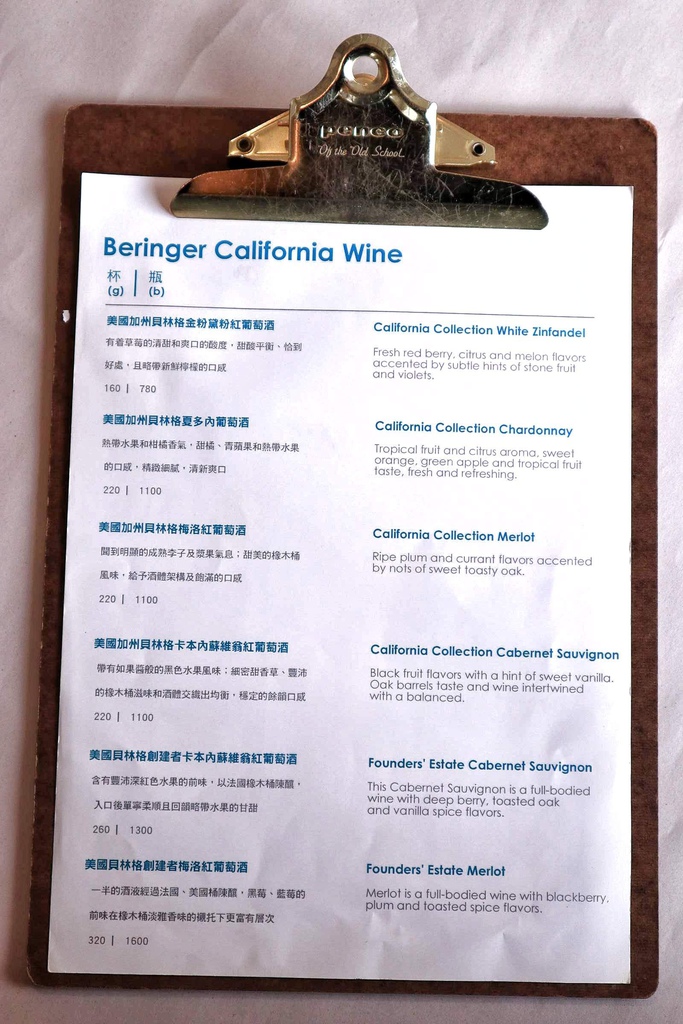 penco
Off the Old School.
Beringer California Wine
杯 | 瓶
(g) | (b)
美國加州貝林格金粉黛粉紅葡萄酒
有着草莓的清甜和爽口的酸度，甜酸平衡、恰到
好處，且略帶新鮮檸檬的口感
160 | 780
California Collection White Zinfandel
Fresh red berry, citrus and melon flavors
accented by subtle hints of stone fruit
and violets.
美國加州貝林格夏多內葡萄酒
熱帶水果和柑橘香氣，甜橘、青蘋果和熱帶水果
的口感，精緻細膩，清新爽口
220 | 1100
California Collection Chardonnay
Tropical fruit and citrus aroma, sweet
orange, green apple and tropical fruit
taste, fresh and refreshing.
美國加州貝林格梅洛紅葡萄酒
聞到明顯的成熟李子及漿果氣息；甜美的橡木桶
風味，給予酒體架構及飽滿的口感
220 | 1100
California Collection Merlot
Ripe plum and currant flavors accented
by nots of sweet toasty oak.
美國加州貝林格卡本內蘇維翁紅葡萄酒
帶有如果醬般的黑色水果風味；細密甜香草、豐沛
的橡木桶滋味和酒體交織出均衡，穩定的餘韻口感
220 | 1100
California Collection Cabernet Sauvignon
Black fruit flavors with a hint of sweet vanilla.
Oak barrels taste and wine intertwined
with a balanced.
美國貝林格創建者卡本內蘇維翁紅葡萄酒
含有豐沛深紅色水果的前味，以法國橡木桶陳釀，
入口後單寧柔順且回韻略帶水果的甘甜
260 | 1300
Founders' Estate Cabernet Sauvignon
This Cabernet Sauvignon is a full-bodied
wine with deep berry, toasted oak
and vanilla spice flavors.
美國貝林格創建者梅洛紅葡萄酒
一半的酒液經過法國、美國桶陳釀，黑莓、藍莓的
前味在橡木桶淡雅香味的襯托下更富有層次
320 | 1600
Founders' Estate Merlot
Merlot is a full-bodied wine with blackberry,
plum and toasted spice flavors.